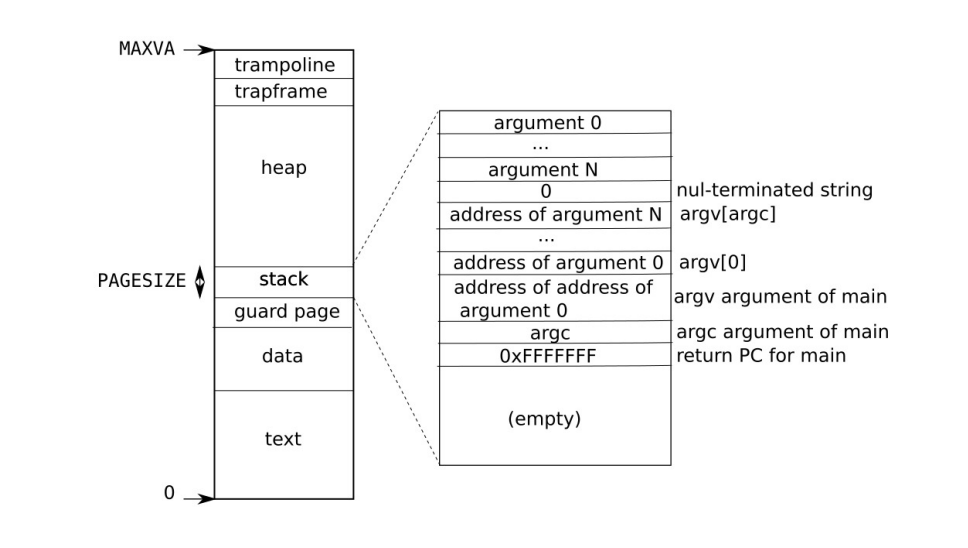 MAXVA
trampoline
trapframe
heap
PAGESIZE
stack
guard page
data
text
0
argument 0
...
argument N
0 nul-terminated string
address of argument N argv[argc]
...
address of argument 0 argv[0]
address of address of
argument 0 argv argument of main
argc argc argument of main
0xFFFFFFF return PC for main
(empty)